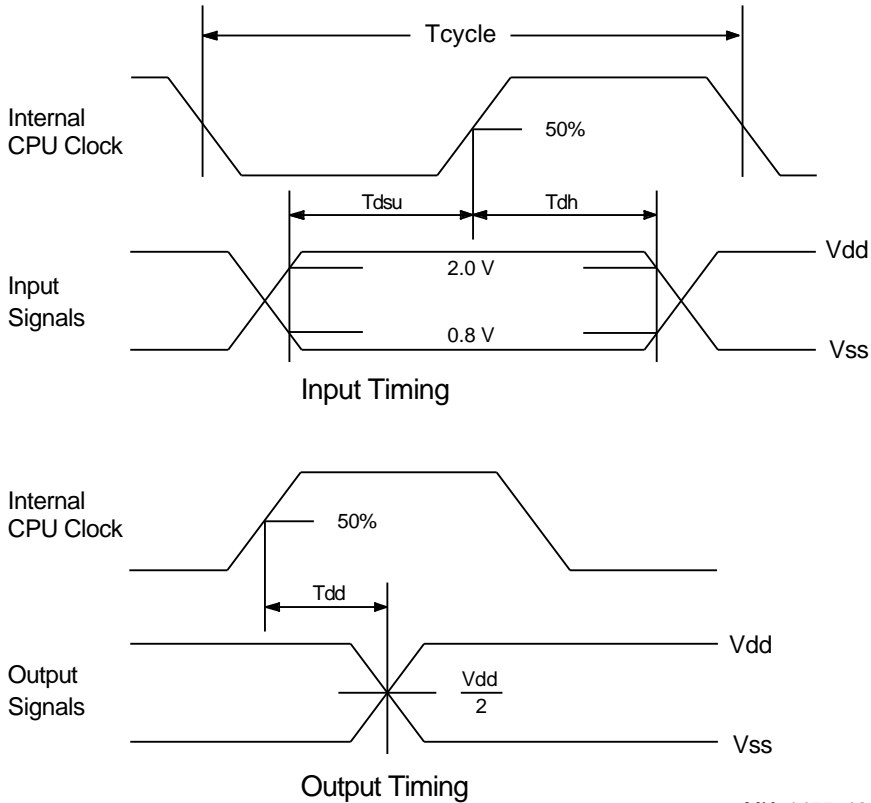 Tcycle
Internal
CPU Clock
50%
Tdsu
Tdh
Vdd
Input
Signals
2.0 V
0.8 V
Vss
Input Timing
Internal
CPU Clock
50%
Tdd
Vdd
Output
Signals
Vdd
2
Vss
Output Timing